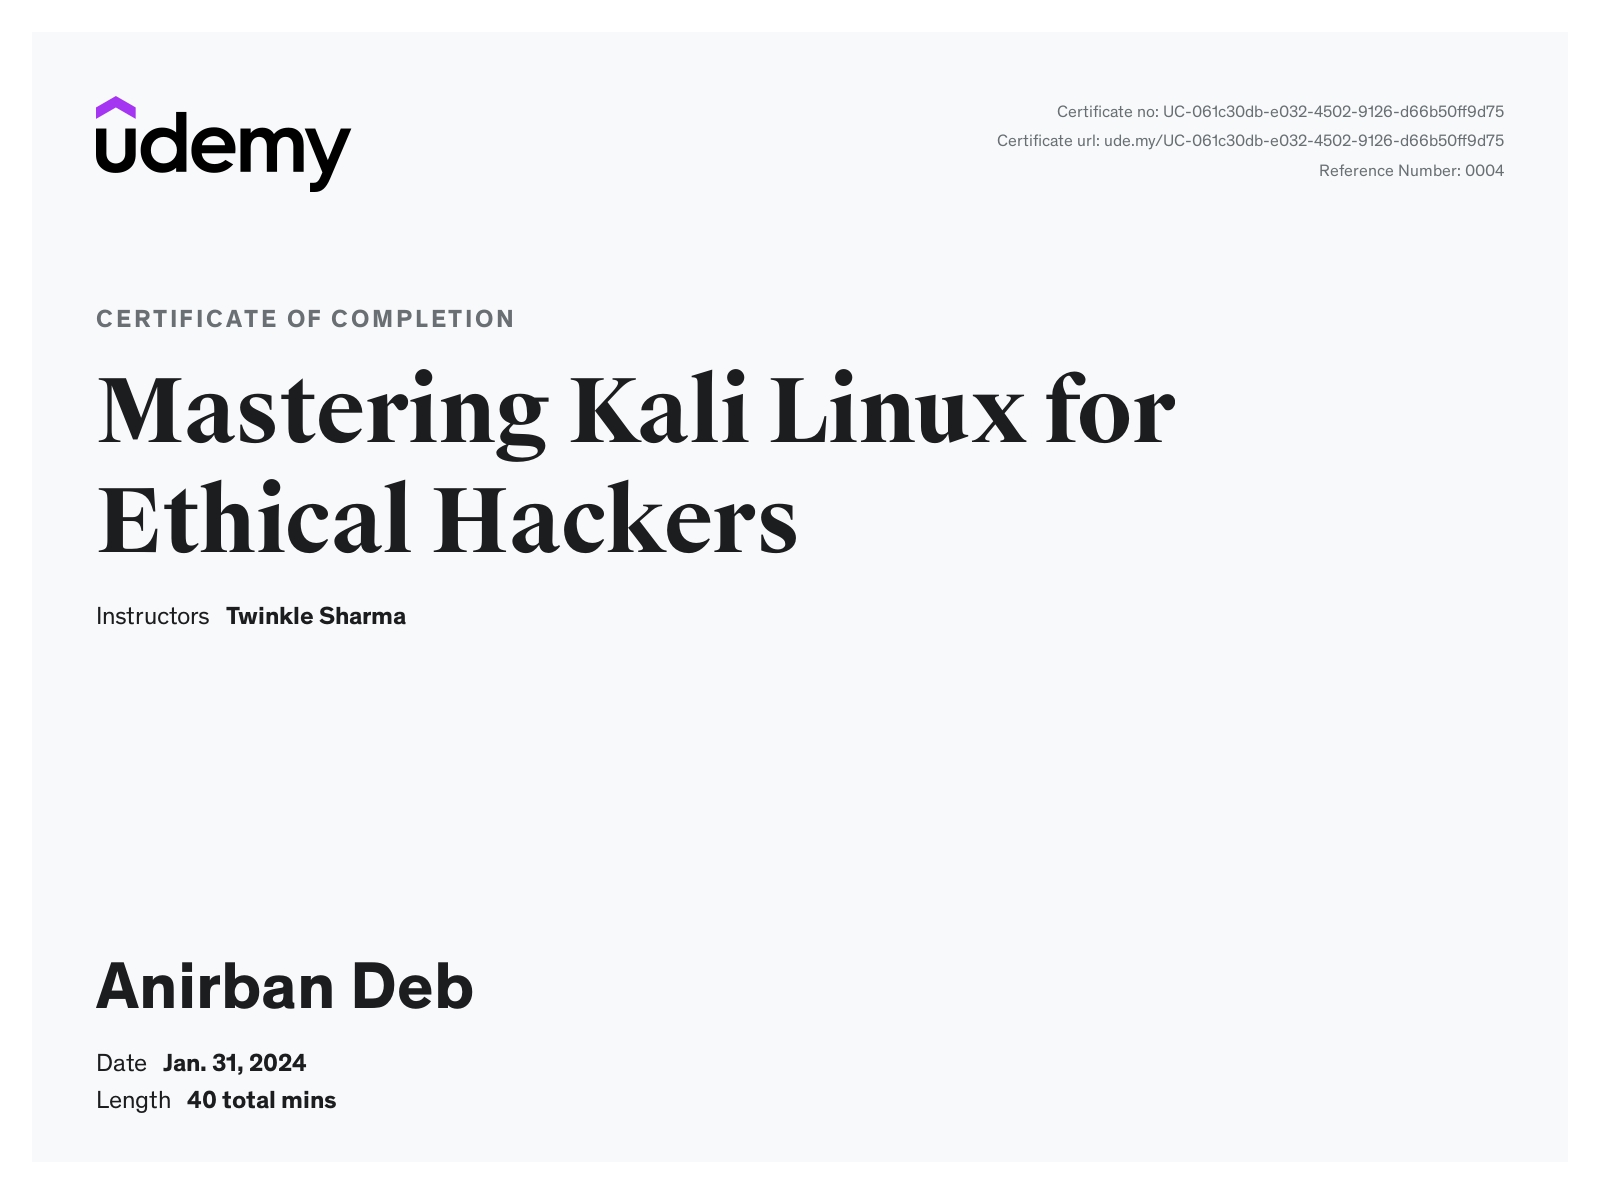 udemy
Certificate no: UC-061c30db-e032-4502-9126-d66b50ff9d75
Certificate url: ude.my/UC-061c30db-e032-4502-9126-d66b50ff9d75
Reference Number: 0004
CERTIFICATE OF COMPLETION
Mastering Kali Linux for
Ethical Hackers
Instructors Twinkle Sharma
Anirban Deb
Date Jan. 31, 2024
Length 40 total mins